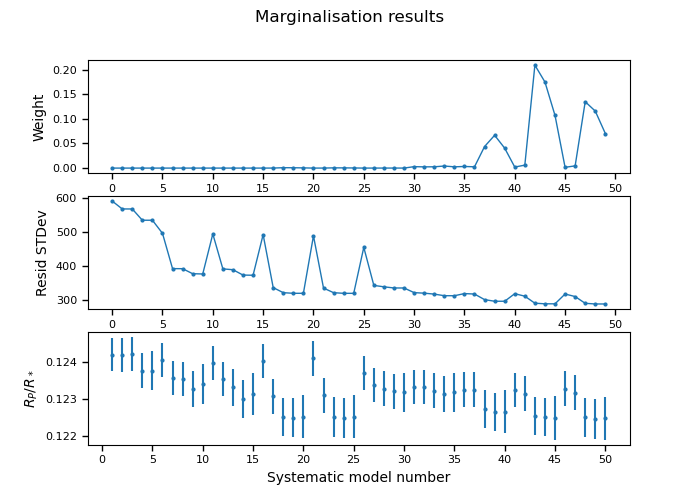 Marginalisation results
Weight
0.20
0.15
0.10
0.05
0.00
0 5 10 15 20 25 30 35 40 45 50
Resid STDev
600
500
400
300
0 5 10 15 20 25 30 35 40 45 50
R_P/R_*
0.124
0.123
0.122
0 5 10 15 20 25 30 35 40 45 50
Systematic model number